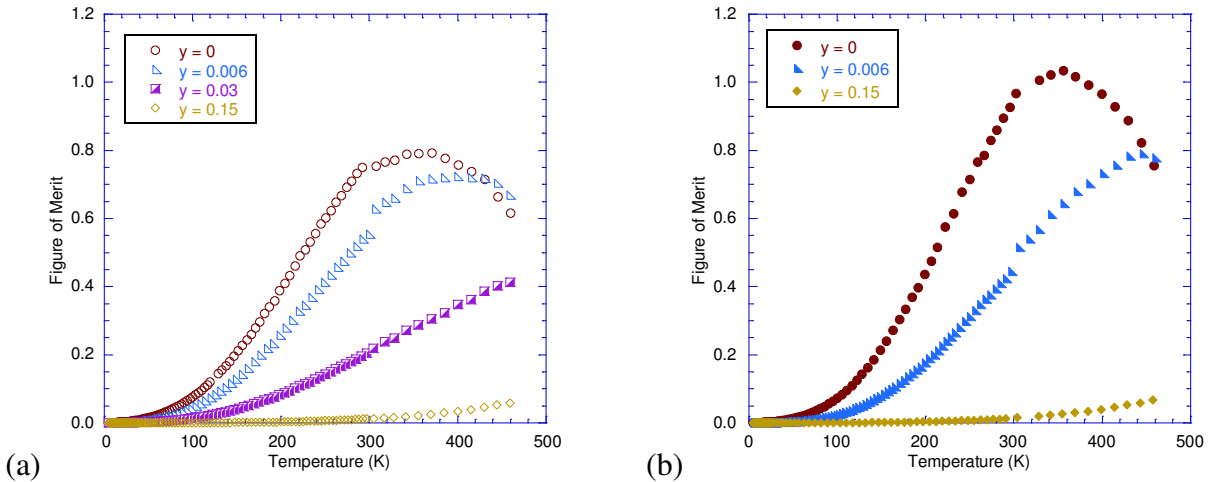 1.2
1.0
0.8
0.6
0.4
0.2
0.0
Figure of Merit
y = 0
y = 0.006
y = 0.03
y = 0.15
0
100
200
300
400
500
Temperature (K)
(a)
1.2
1.0
0.8
0.6
0.4
0.2
0.0
Figure of Merit
y = 0
y = 0.006
y = 0.15
0
100
200
300
400
500
Temperature (K)
(b)